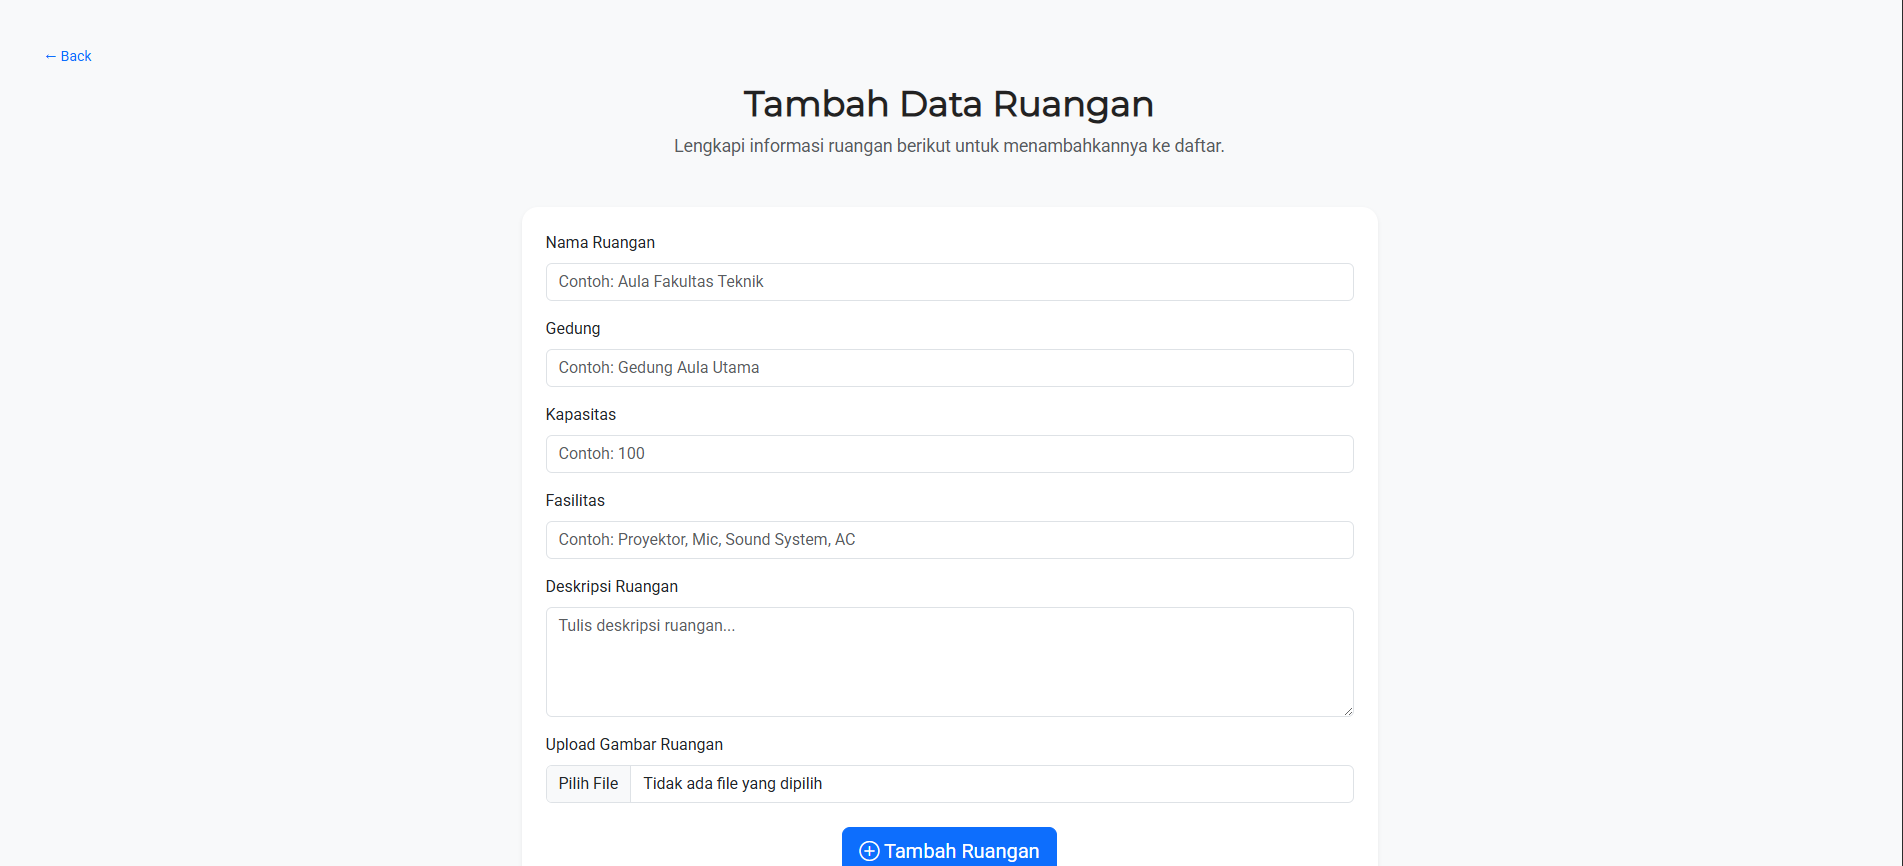 ← Back
Tambah Data Ruangan
Lengkapi informasi ruangan berikut untuk menambahkannya ke daftar.
Nama Ruangan
Contoh: Aula Fakultas Teknik
Gedung
Contoh: Gedung Aula Utama
Kapasitas
Contoh: 100
Fasilitas
Contoh: Proyektor, Mic, Sound System, AC
Deskripsi Ruangan
Tulis deskripsi ruangan...
Upload Gambar Ruangan
Pilih File Tidak ada file yang dipilih
Tambah Ruangan